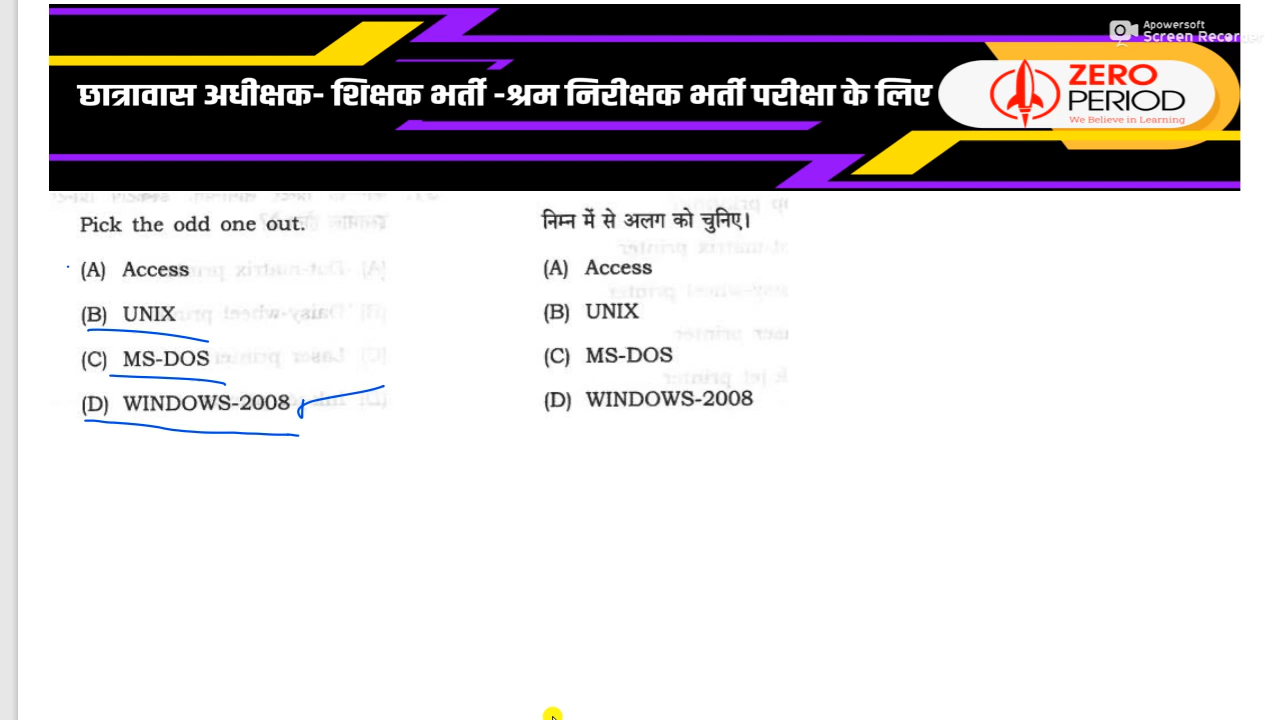 Apowersoft
Screen Recorder
छात्रावास अधीक्षक- शिक्षक भर्ती -श्रम निरीक्षक भर्ती परीक्षा के लिए
ZERO
PERIOD
We Believe in Learning
Pick the odd one out.
(A) Access
(B) UNIX
(C) MS-DOS
(D) WINDOWS-2008
निम्न में से अलग को चुनिए।
(A) Access
(B) UNIX
(C) MS-DOS
(D) WINDOWS-2008